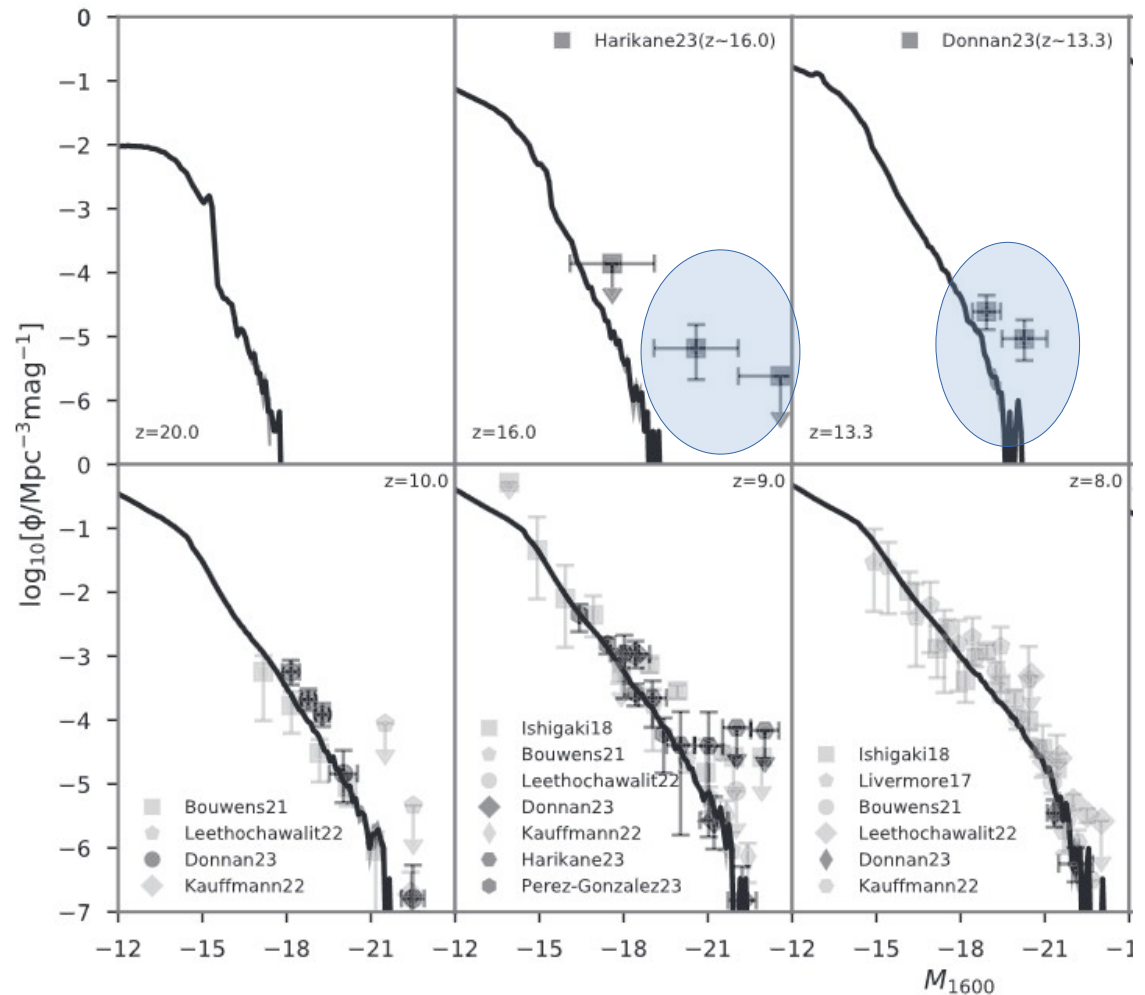 0
Harikane23(z~16.0)
Donnan23(z~13.3)
−1
−2
−3
−4
−5
−6
z=20.0
z=16.0
z=13.3
log₁₀[ϕ/Mpc⁻³mag⁻¹]
0
z=10.0
z=9.0
z=8.0
−1
−2
−3
−4
−5
−6
−7
Bouwens21
Leethochawalit22
Donnan23
Kauffmann22
Ishigaki18
Bouwens21
Leethochawalit22
Donnan23
Kauffmann22
Harikane23
Perez-Gonzalez23
Ishigaki18
Livermore17
Bouwens21
Leethochawalit22
Donnan23
Kauffmann22
−12 −15 −18 −21 −12 −15 −18 −21 −12 −15 −18 −21
M₁₆₀₀